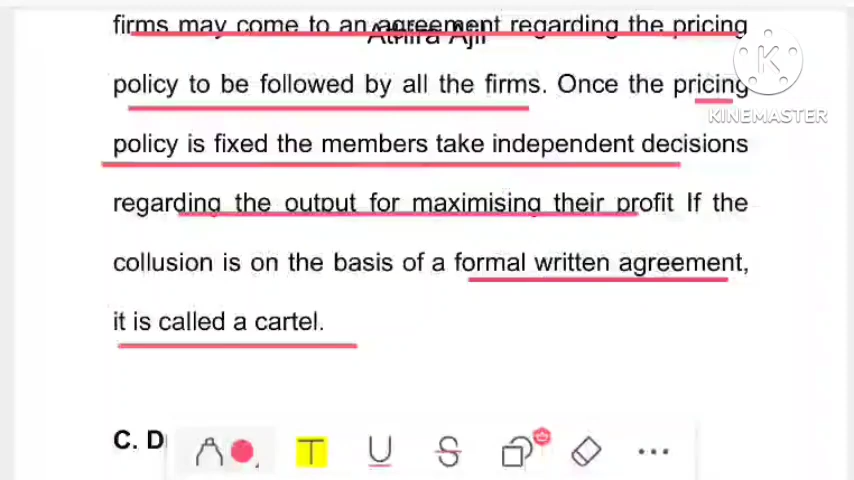 firms may come to an agreement regarding the pricing
Athira Ajii
policy to be followed by all the firms. Once the pricing
KINEMASTER
policy is fixed the members take independent decisions
regarding the output for maximising their profit If the
collusion is on the basis of a formal written agreement,
it is called a cartel.
C. D